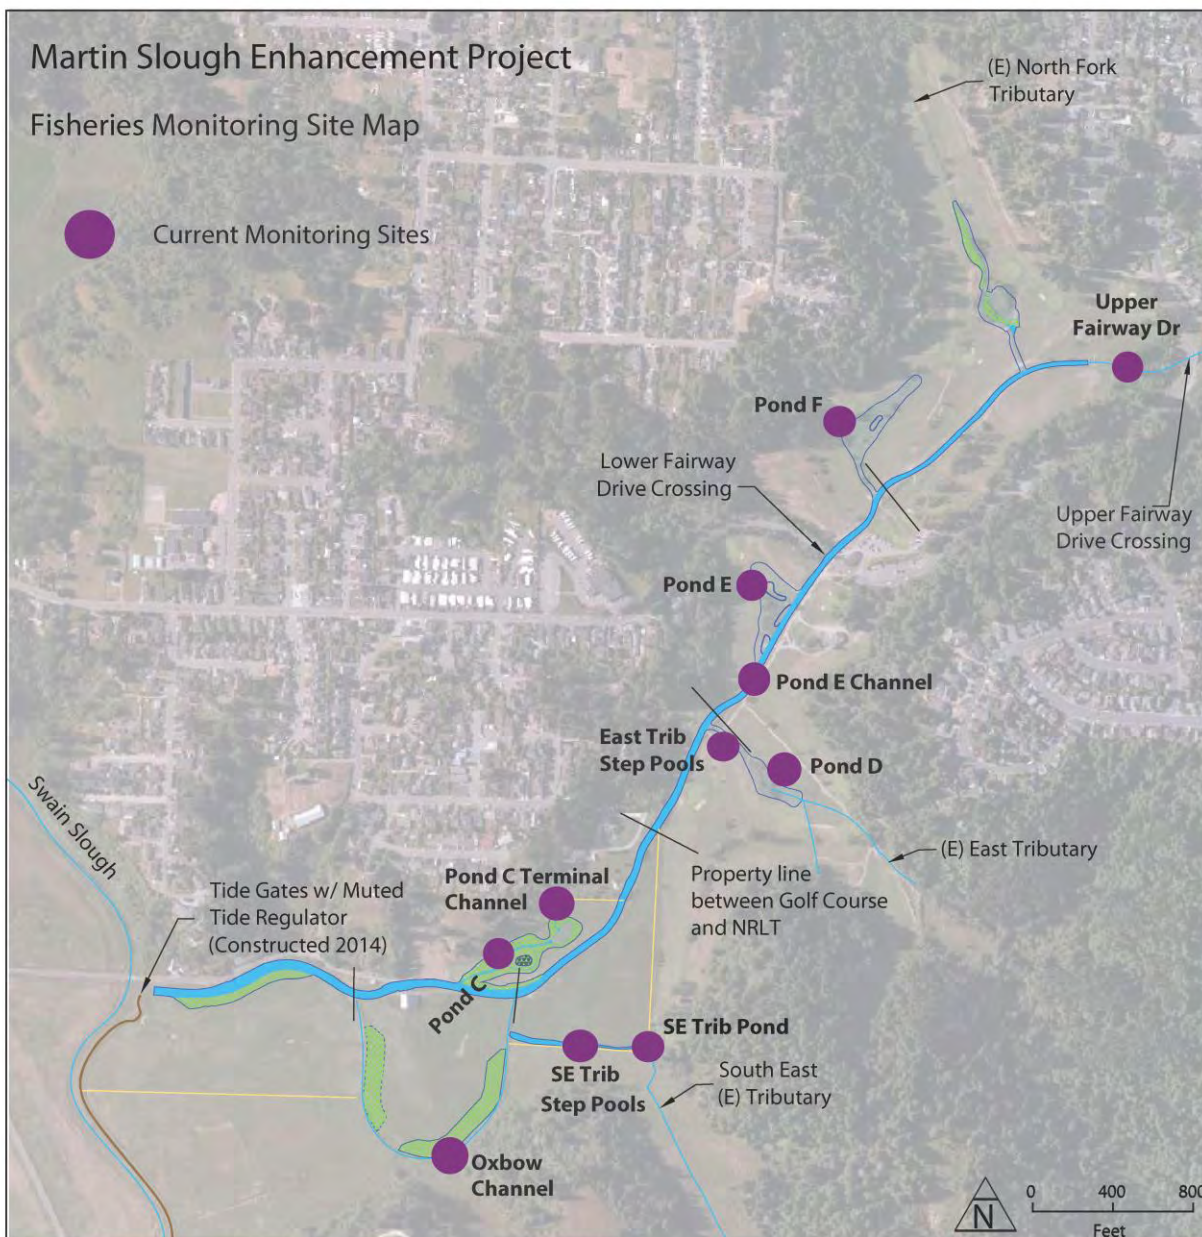 Martin Slough Enhancement Project
Fisheries Monitoring Site Map
Current Monitoring Sites
(E) North Fork
Tributary
Upper
Fairway Dr
Pond F
Lower Fairway
Drive Crossing
Upper Fairway
Drive Crossing
Pond E
Pond E Channel
East Trib
Step Pools
Pond D
Swain Slough
(E) East Tributary
Property line
between Golf Course
and NRLT
Pond C Terminal
Channel
Tide Gates w/ Muted
Tide Regulator
(Constructed 2014)
Pond C
SE Trib Pond
SE Trib
Step Pools
South East
(E) Tributary
Oxbow
Channel
N
0 400 800
Feet